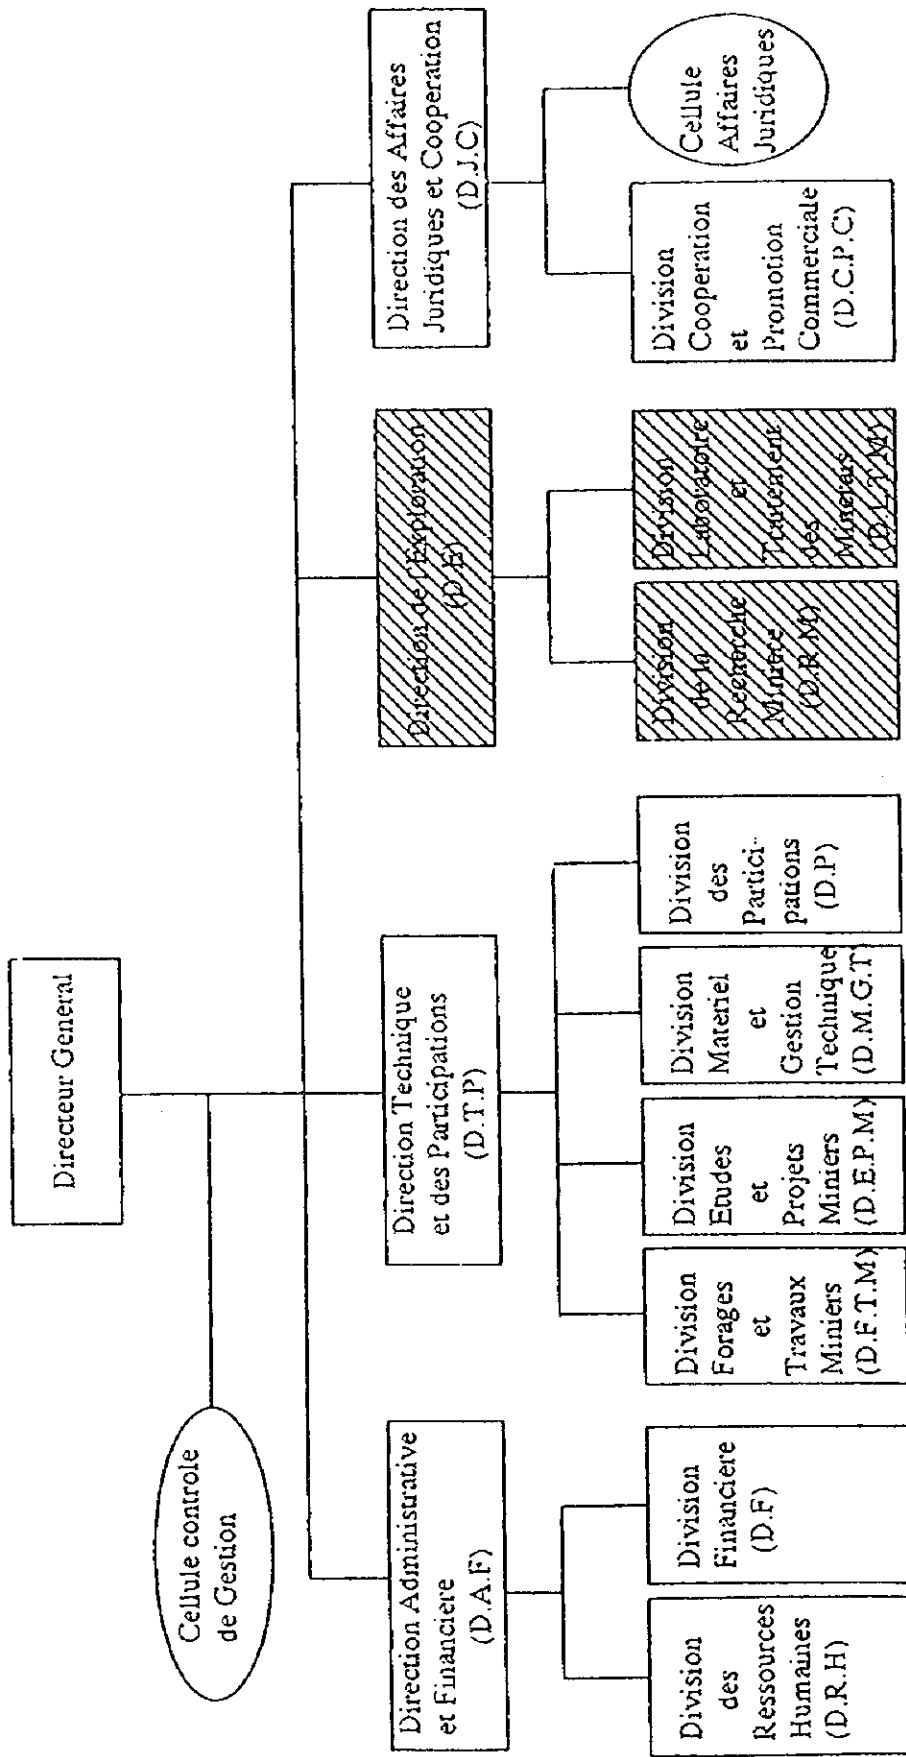 Directeur General
Cellule controle
de Gestion
Direction Administrative
et Financiere
(D.A.F)
Direction Technique
et des Participations
(D.T.P)
Direction de l'Exploration
(D.E)
Direction des Affaires
Juridiques et Cooperation
(D.J.C)
Division
des
Ressources
Humaines
(D.R.H)
Division
Financiere
(D.F)
Division
Forages
et
Travaux
Miniers
(D.F.T.M)
Division
Etudes
et
Projets
Miniers
(D.E.P.M)
Division
Materiel
et
Gestion
Technique
(D.M.G.T)
Division
des
Partici-
pations
(D.P)
Division
de la
Recherche
Miniere
(D.R.M)
Division
Laboratoire
et
Traitement
des
Minerais
(D.L.T.M)
Division
Cooperation
et
Promotion
Commerciale
(D.C.P.C)
Cellule
Affaires
Juridiques